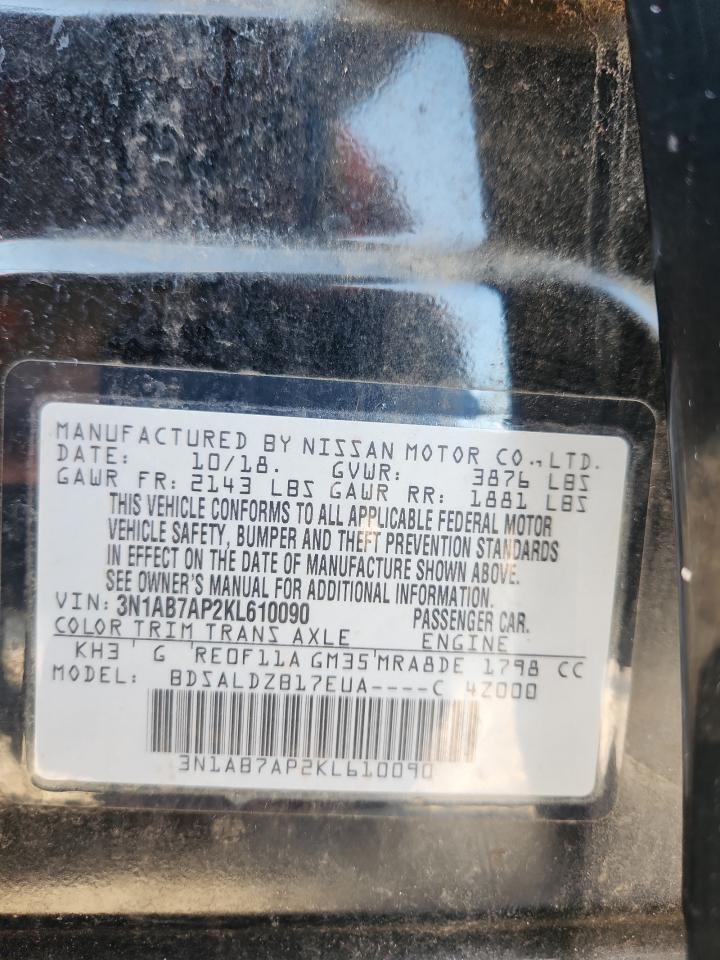 MANUFACTURED BY NISSAN MOTOR CO.,LTD.
DATE: 10/18. GVWR: 3876 LBS
GAWR FR: 2143 LBS GAWR RR: 1881 LBS
THIS VEHICLE CONFORMS TO ALL APPLICABLE FEDERAL MOTOR
VEHICLE SAFETY, BUMPER AND THEFT PREVENTION STANDARDS
IN EFFECT ON THE DATE OF MANUFACTURE SHOWN ABOVE.
SEE OWNER'S MANUAL FOR ADDITIONAL INFORMATION.
VIN: 3N1AB7AP2KL610090 PASSENGER CAR.
COLOR TRIM TRANS AXLE ENGINE
KH3 G RE0F11A GM35 MRA8DE 1798 CC
MODEL: BDSALDZB17EUA----C 4Z000
3N1AB7AP2KL610090